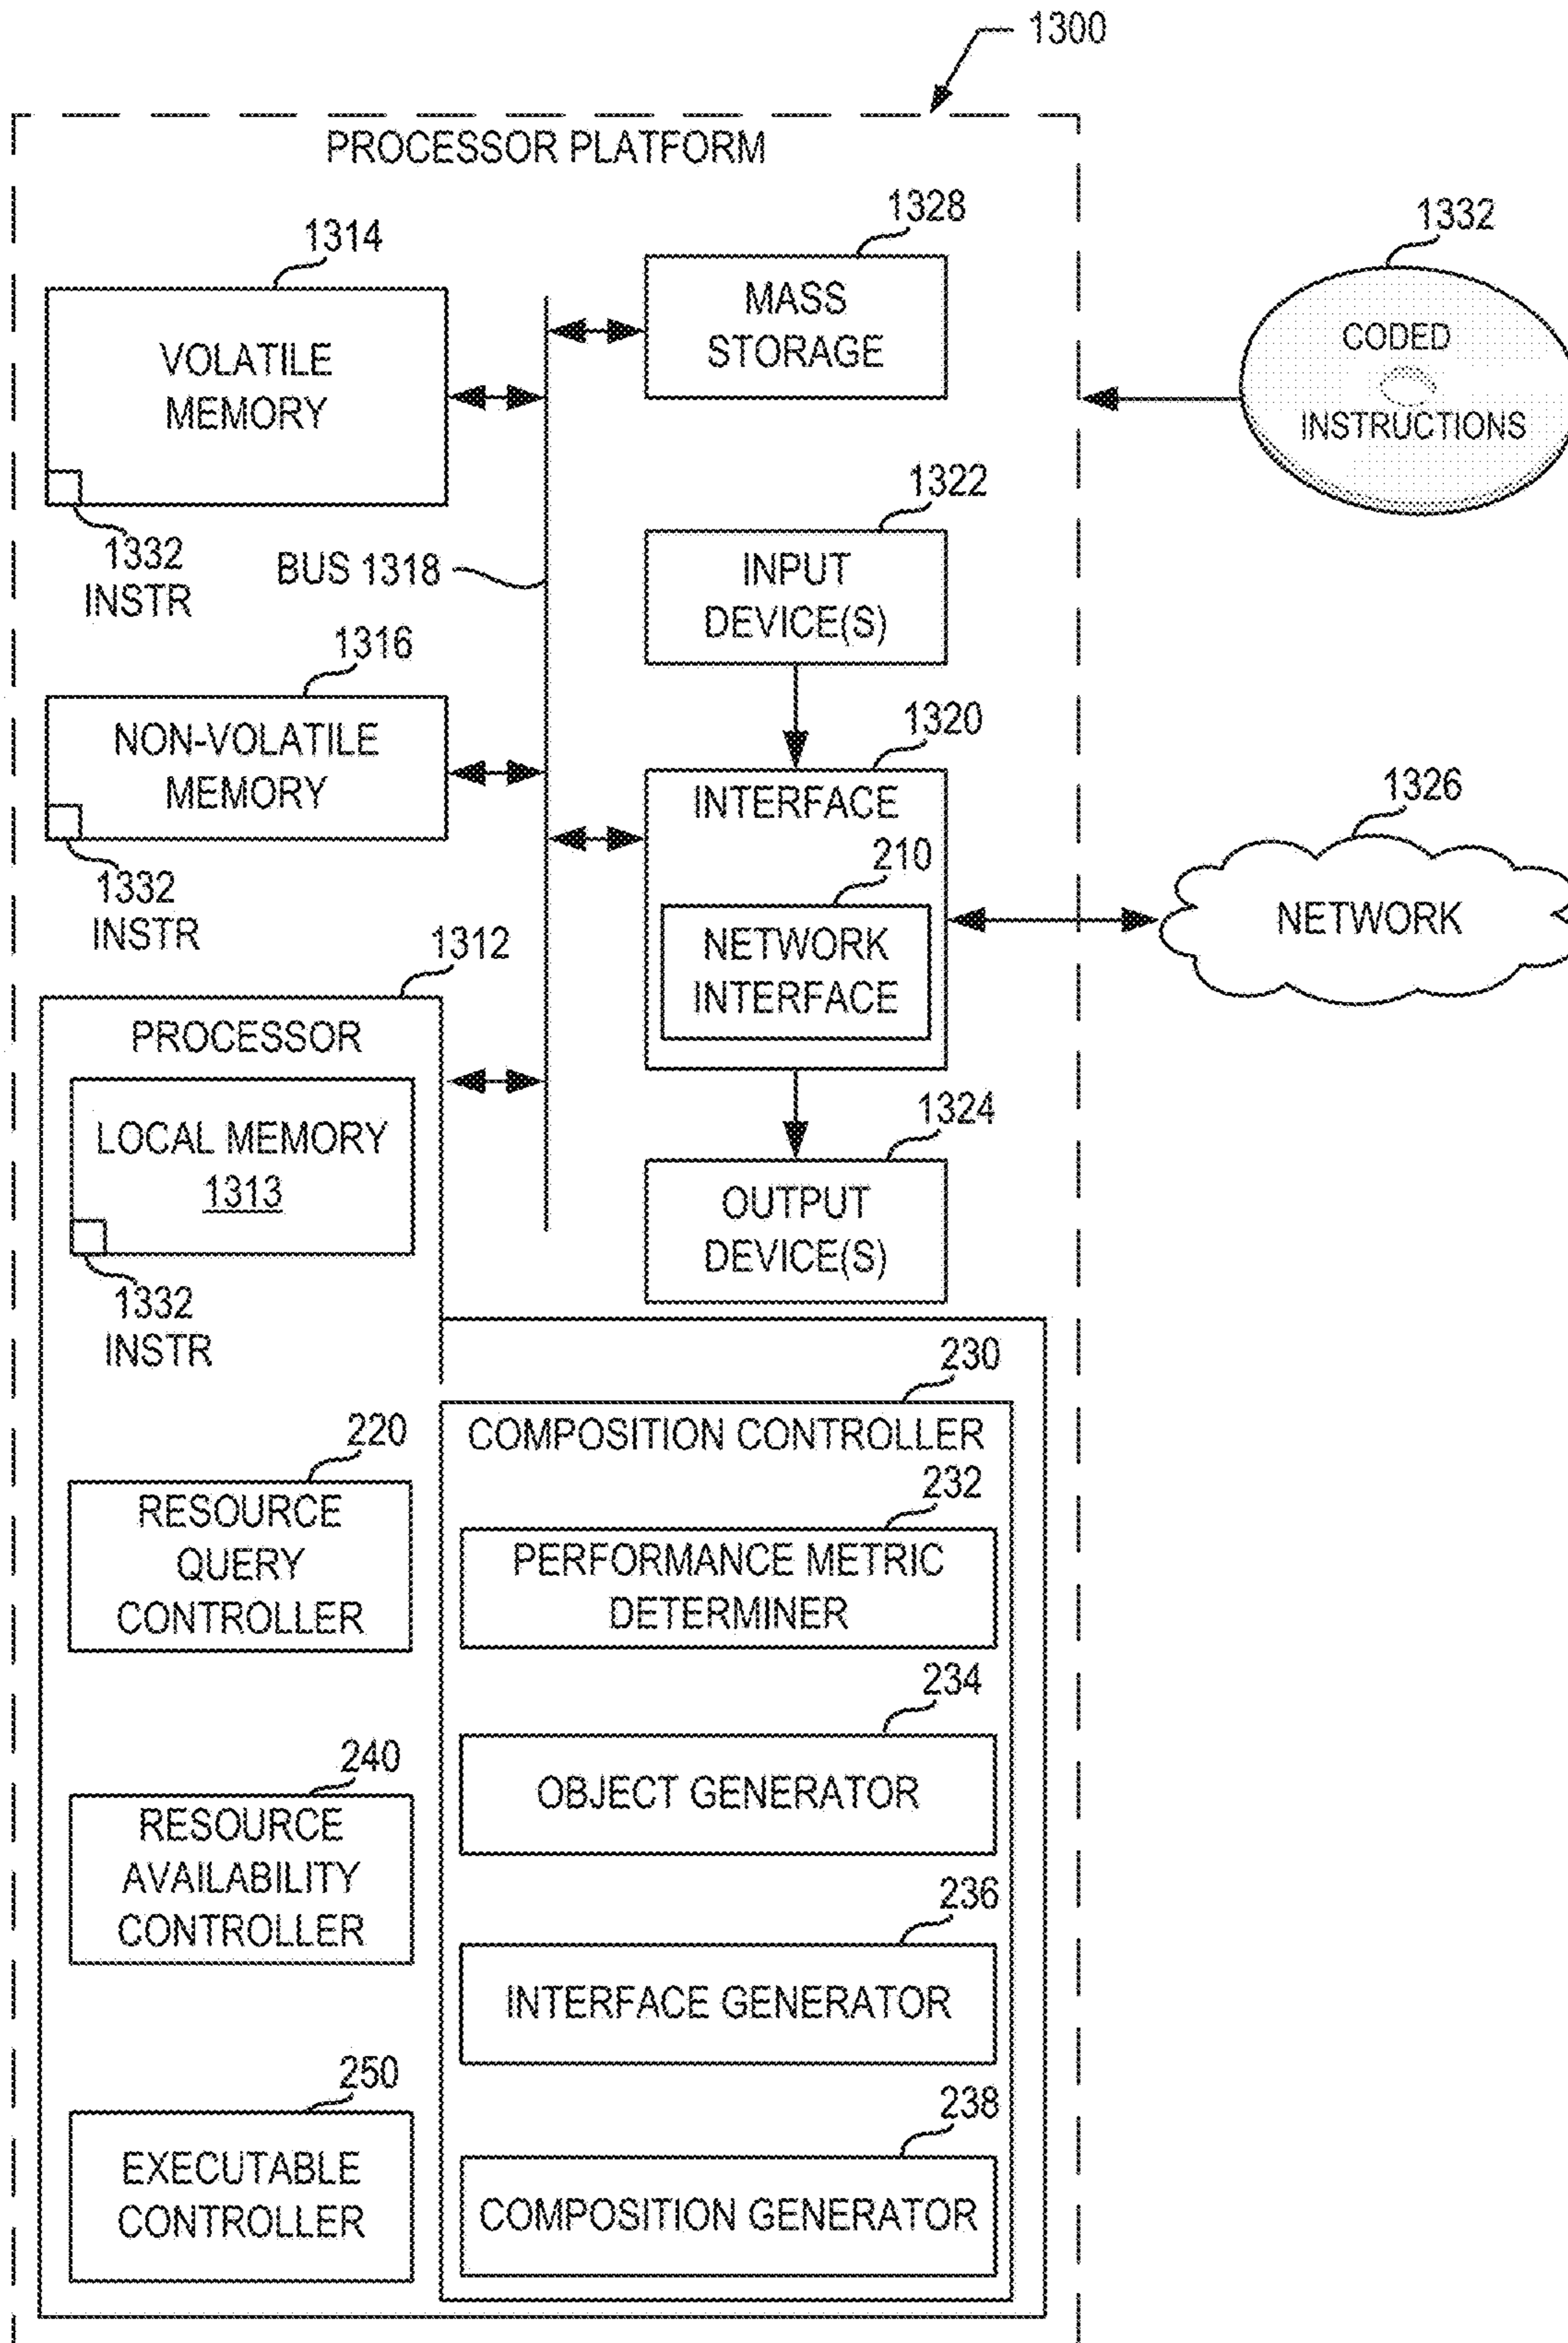 1300
PROCESSOR PLATFORM
1314
VOLATILE
MEMORY
1332
INSTR
1328
MASS
STORAGE
1332
CODED
INSTRUCTIONS
BUS 1318
1322
INPUT
DEVICE(S)
1316
NON-VOLATILE
MEMORY
1332
INSTR
1320
INTERFACE
210
NETWORK
INTERFACE
1326
NETWORK
1312
PROCESSOR
LOCAL MEMORY
1313
1332
INSTR
1324
OUTPUT
DEVICE(S)
220
RESOURCE
QUERY
CONTROLLER
240
RESOURCE
AVAILABILITY
CONTROLLER
250
EXECUTABLE
CONTROLLER
230
COMPOSITION CONTROLLER
232
PERFORMANCE METRIC
DETERMINER
234
OBJECT GENERATOR
236
INTERFACE GENERATOR
238
COMPOSITION GENERATOR